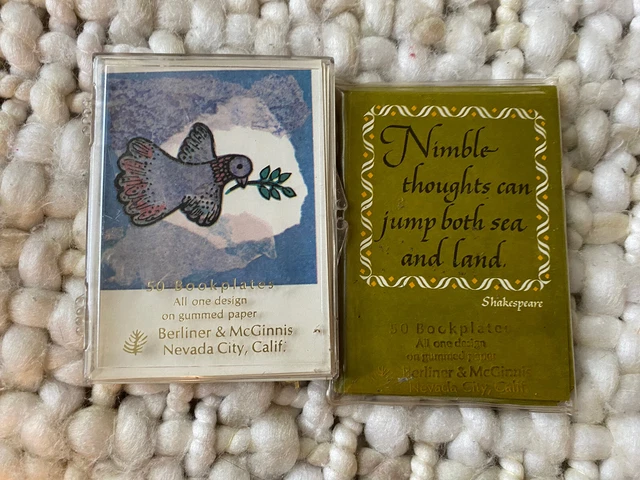 50 Bookplates
All one design
on gummed paper
Berliner & McGinnis
Nevada City, Calif.
Nimble
thoughts can
jump both sea
and land.
Shakespeare
50 Bookplates
All one design
on gummed paper
Berliner & McGinnis
Nevada City, Calif.